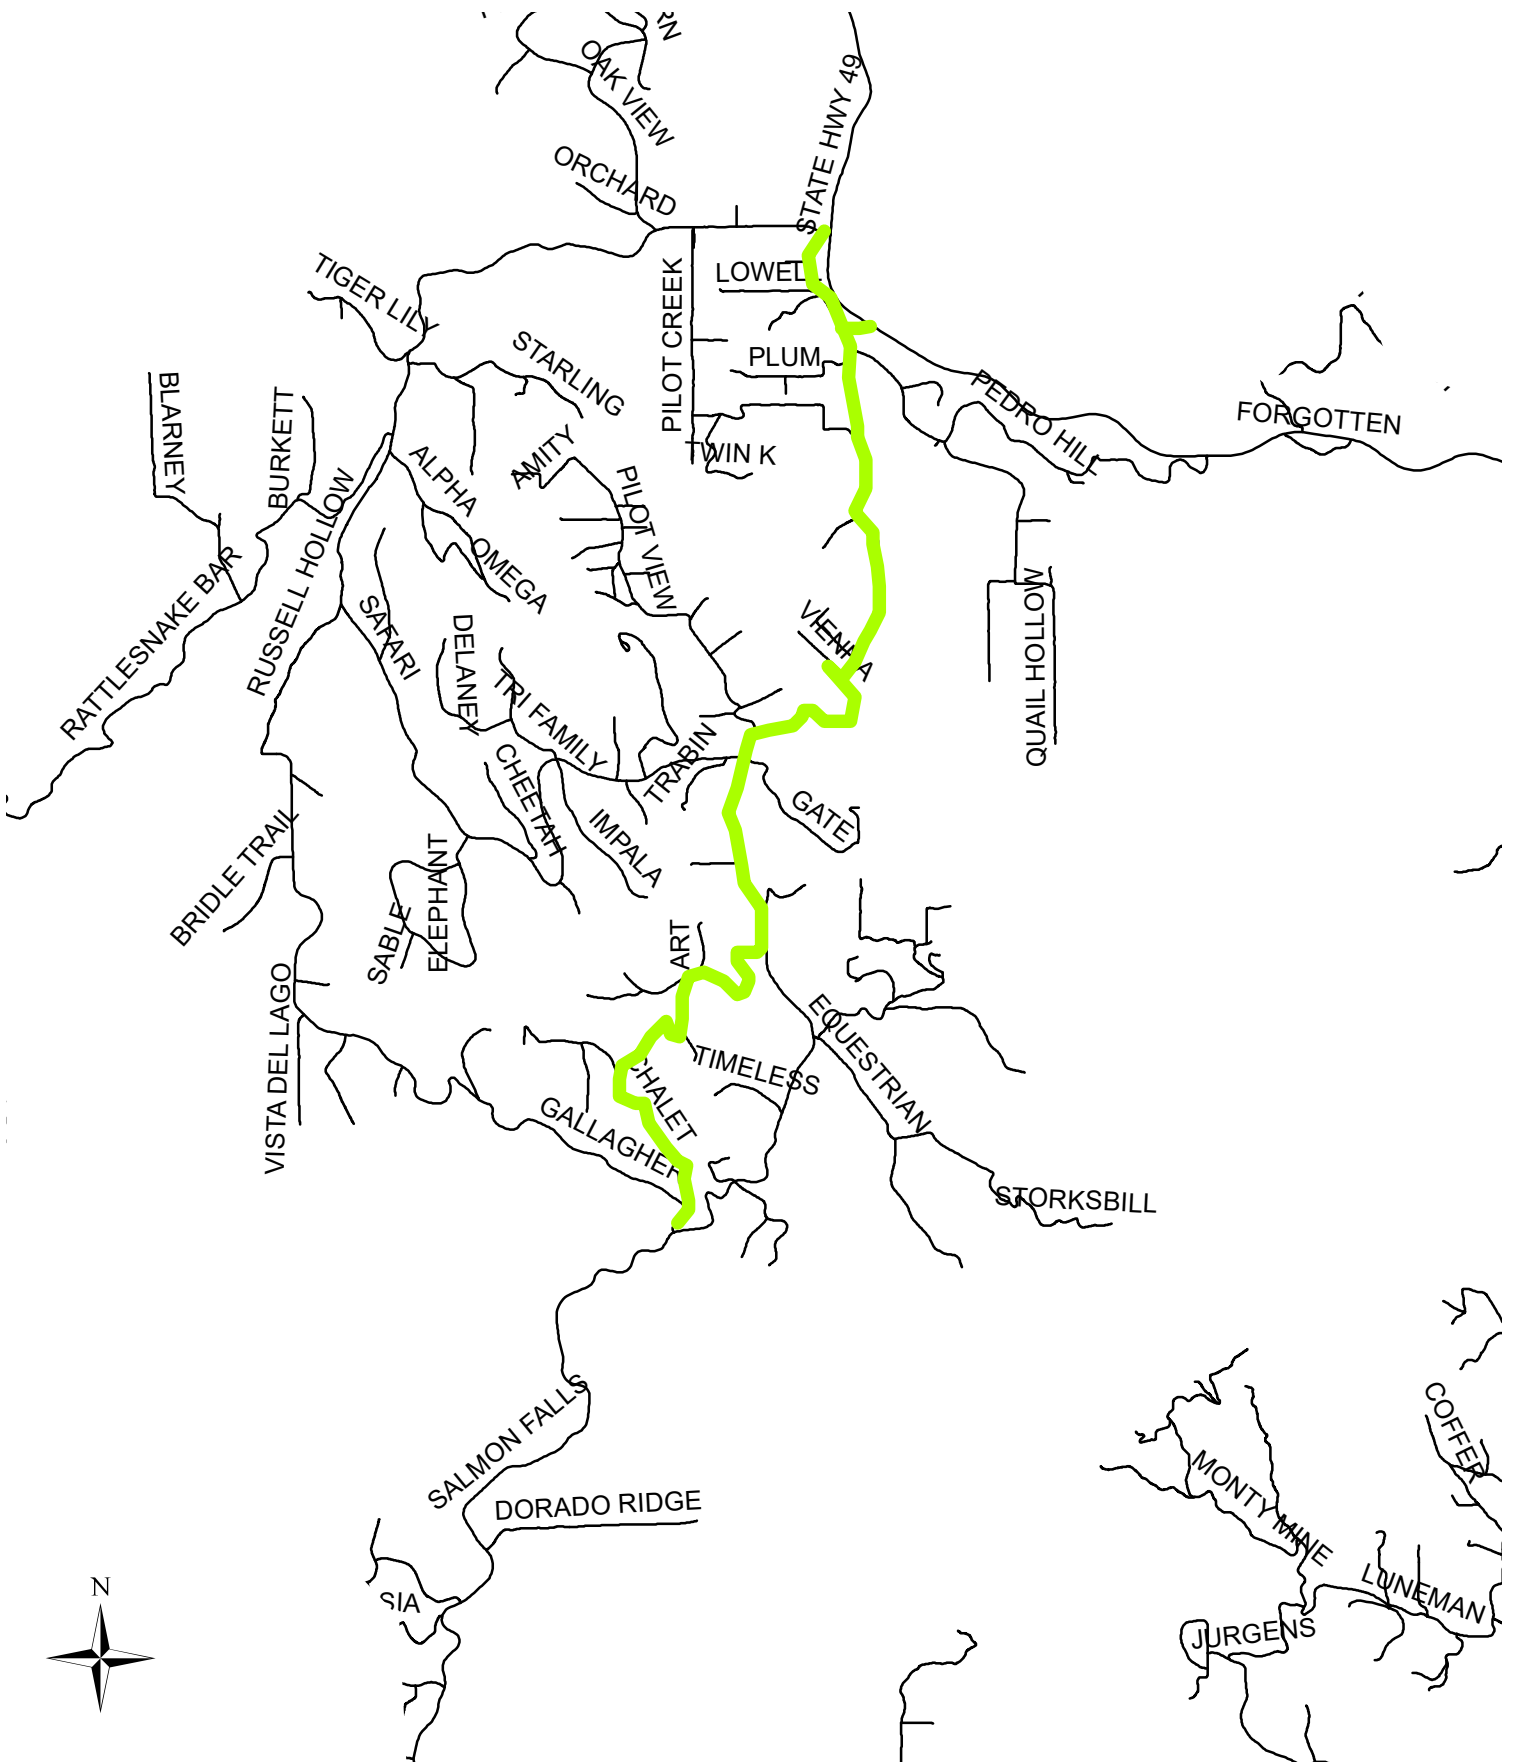 OAK VIEW
STATE HWY 49
ORCHARD
TIGER LILY
LOWELL
PILOT CREEK
STARLING
PLUM
PEDRO HILL
FORGOTTEN
BLARNEY
BURKETT
ALPHA
AMITY
TWIN K
PILOT VIEW
RUSSELL HOLLOW
OMEGA
RATTLESNAKE BAR
SAFARI
DELANEY
VIENNA
QUAIL HOLLOW
TRI FAMILY
TRABIN
CHEETAH
IMPALA
GATE
BRIDLE TRAIL
ELEPHANT
SABLE
ART
VISTA DEL LAGO
EQUESTRIAN
TIMELESS
CHALET
GALLAGHER
STORKSBILL
SALMON FALLS
COFFER
MONTY MINE
DORADO RIDGE
LUNEMAN
SIA
JURGENS
N